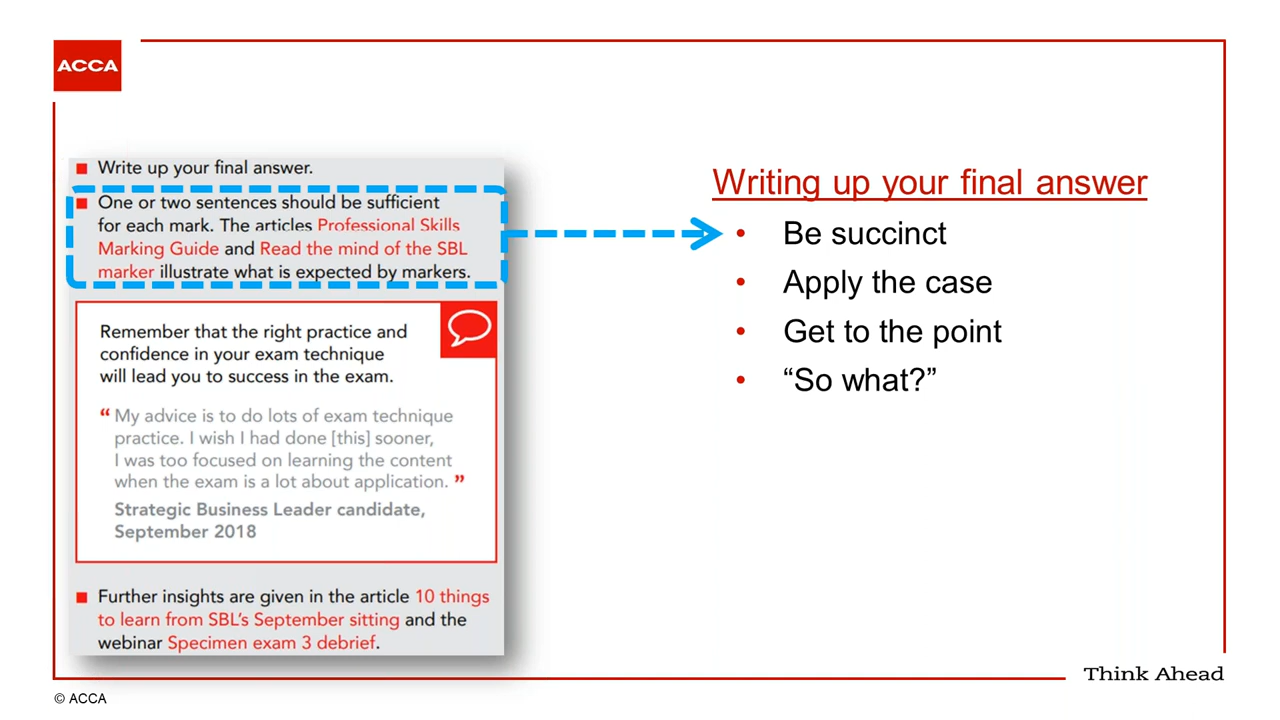 ACCA
Write up your final answer.
One or two sentences should be sufficient
for each mark. The articles Professional Skills
Marking Guide and Read the mind of the SBL
marker illustrate what is expected by markers.
Remember that the right practice and
confidence in your exam technique
will lead you to success in the exam.
“ My advice is to do lots of exam technique
practice. I wish I had done [this] sooner,
I was too focused on learning the content
when the exam is a lot about application. ”
Strategic Business Leader candidate,
September 2018
Further insights are given in the article 10 things
to learn from SBL’s September sitting and the
webinar Specimen exam 3 debrief.
Writing up your final answer
• Be succinct
• Apply the case
• Get to the point
• “So what?”
Think Ahead
© ACCA